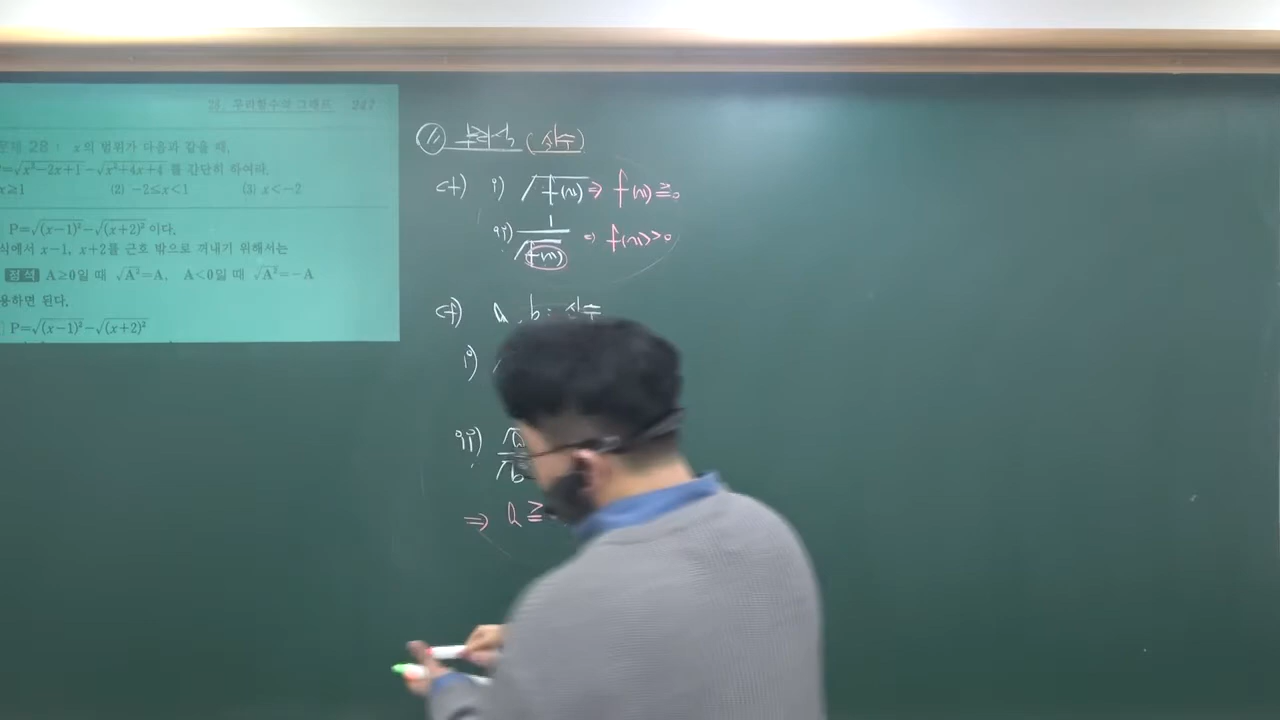 28. 무리함수의 그래프 247
문제 28 : x의 범위가 다음과 같을 때,
P=√(x²−2x+1)−√(x²+4x+4) 를 간단히 하여라.
x≥1 (2) −2≤x<1 (3) x<−2
P=√(x−1)²−√(x+2)² 이다.
식에서 x−1, x+2를 근호 밖으로 꺼내기 위해서는
정석 A≥0일 때 √A²=A, A<0일 때 √A²=−A
용하면 된다.
P=√(x−1)²−√(x+2)²
① 무리식 (실수)
cf) i) √f(x) ⇒ f(x)≧0
ii) 1/√f(x) ⇒ f(x)>0
cf) a, b : 실수
i)
ii) √a/√b
⇒ a ≧